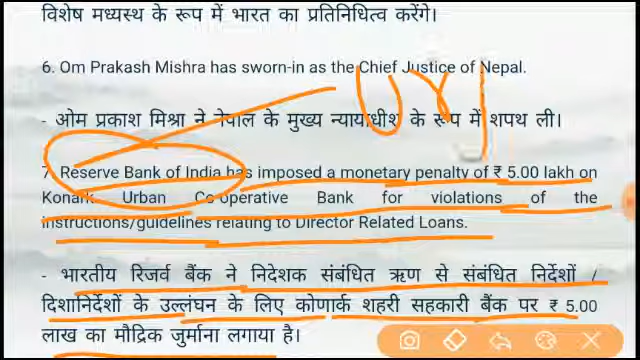 विशेष मध्यस्थ के रूप में भारत का प्रतिनिधित्व करेंगे।
6. Om Prakash Mishra has sworn-in as the Chief Justice of Nepal.
- ओम प्रकाश मिश्रा ने नेपाल के मुख्य न्यायाधीश के रूप में शपथ ली।
7. Reserve Bank of India has imposed a monetary penalty of ₹ 5.00 lakh on
Konark Urban Co-operative Bank for violations of the
instructions/guidelines relating to Director Related Loans.
- भारतीय रिजर्व बैंक ने निदेशक संबंधित ऋण से संबंधित निर्देशों /
दिशानिर्देशों के उल्लंघन के लिए कोणार्क शहरी सहकारी बैंक पर ₹ 5.00
लाख का मौद्रिक जुर्माना लगाया है।